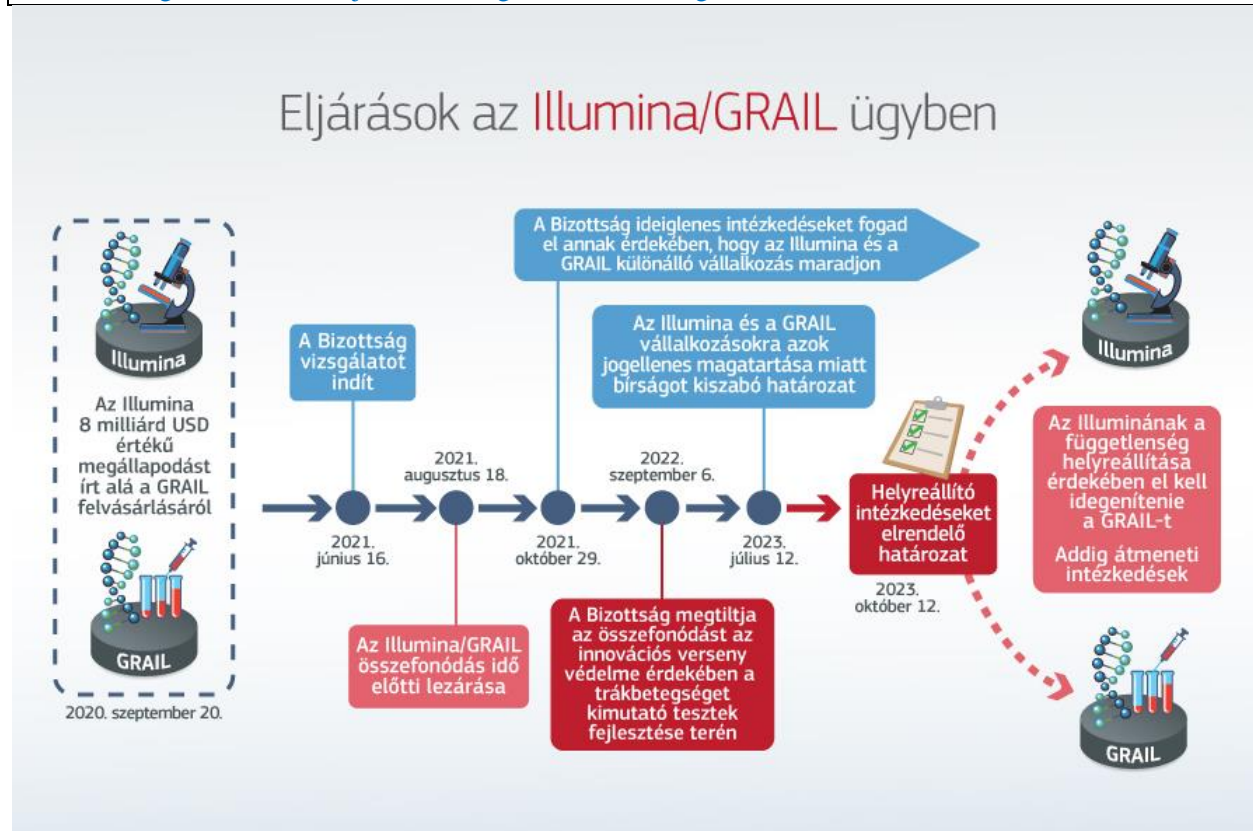 Eljárások az Illumina/GRAIL ügyben
Illumina
Az Illumina
8 milliárd USD
értékű
megállapodást
írt alá a GRAIL
felvásárlásáról
GRAIL
2020. szeptember 20.
A Bizottság
vizsgálatot
indít
2021.
június 16.
2021.
augusztus 18.
Az Illumina/GRAIL
összefonódás idő
előtti lezárása
A Bizottság ideiglenes intézkedéseket fogad
el annak érdekében, hogy az Illumina és a
GRAIL különálló vállalkozás maradjon
2021.
október 29.
2022.
szeptember 6.
A Bizottság megtiltja
az összefonódást az
innovációs verseny
védelme érdekében a
trákbetegséget
kimutató tesztek
fejlesztése terén
Az Illumina és a GRAIL
vállalkozásokra azok
jogellenes magatartása miatt
bírságot kiszabó határozat
2023.
július 12.
Helyreállító
intézkedéseket
elrendelő
határozat
2023.
október 12.
Illumina
Az Illuminának a
függetlenség
helyreállítása
érdekében el kell
idegenítenie
a GRAIL-t
Addig átmeneti
intézkedések
GRAIL